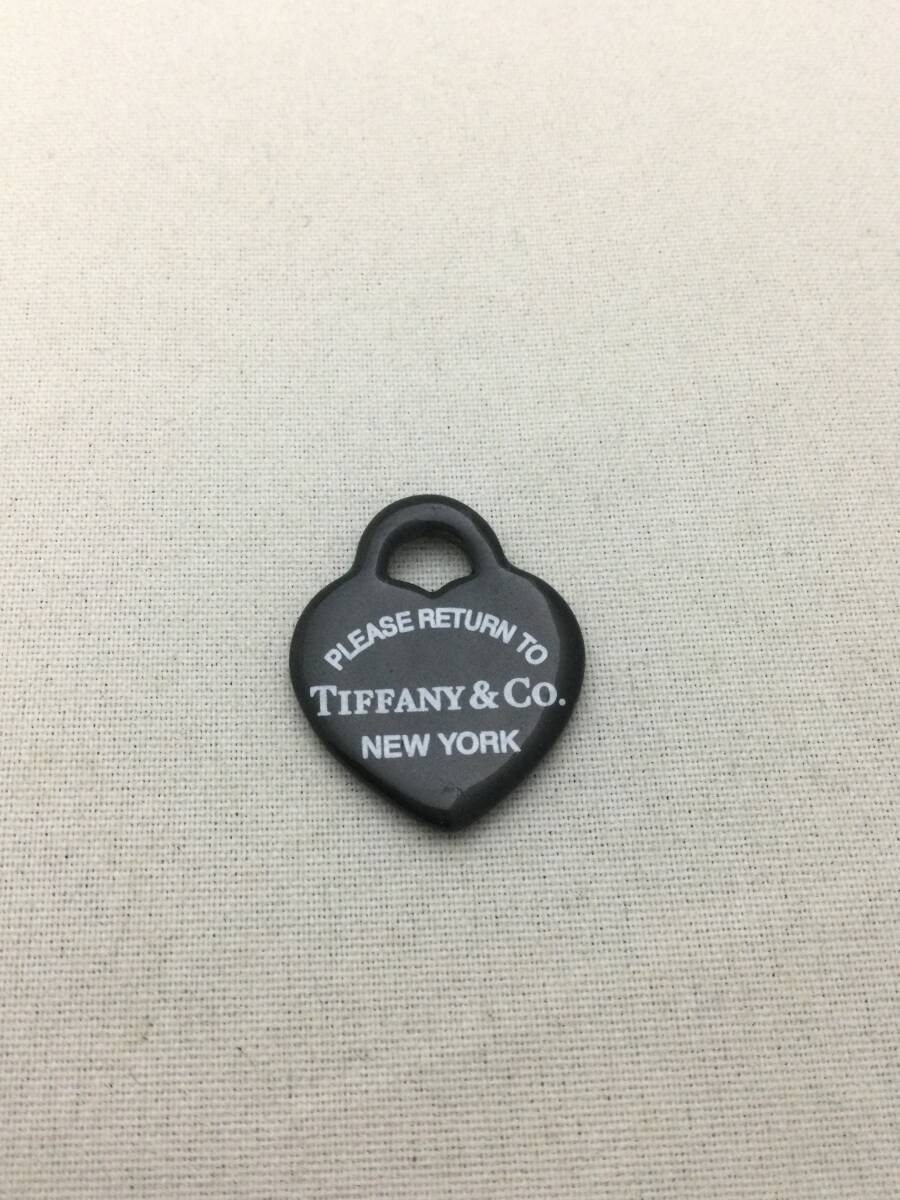 PLEASE RETURN TO
TIFFANY & CO.
NEW YORK